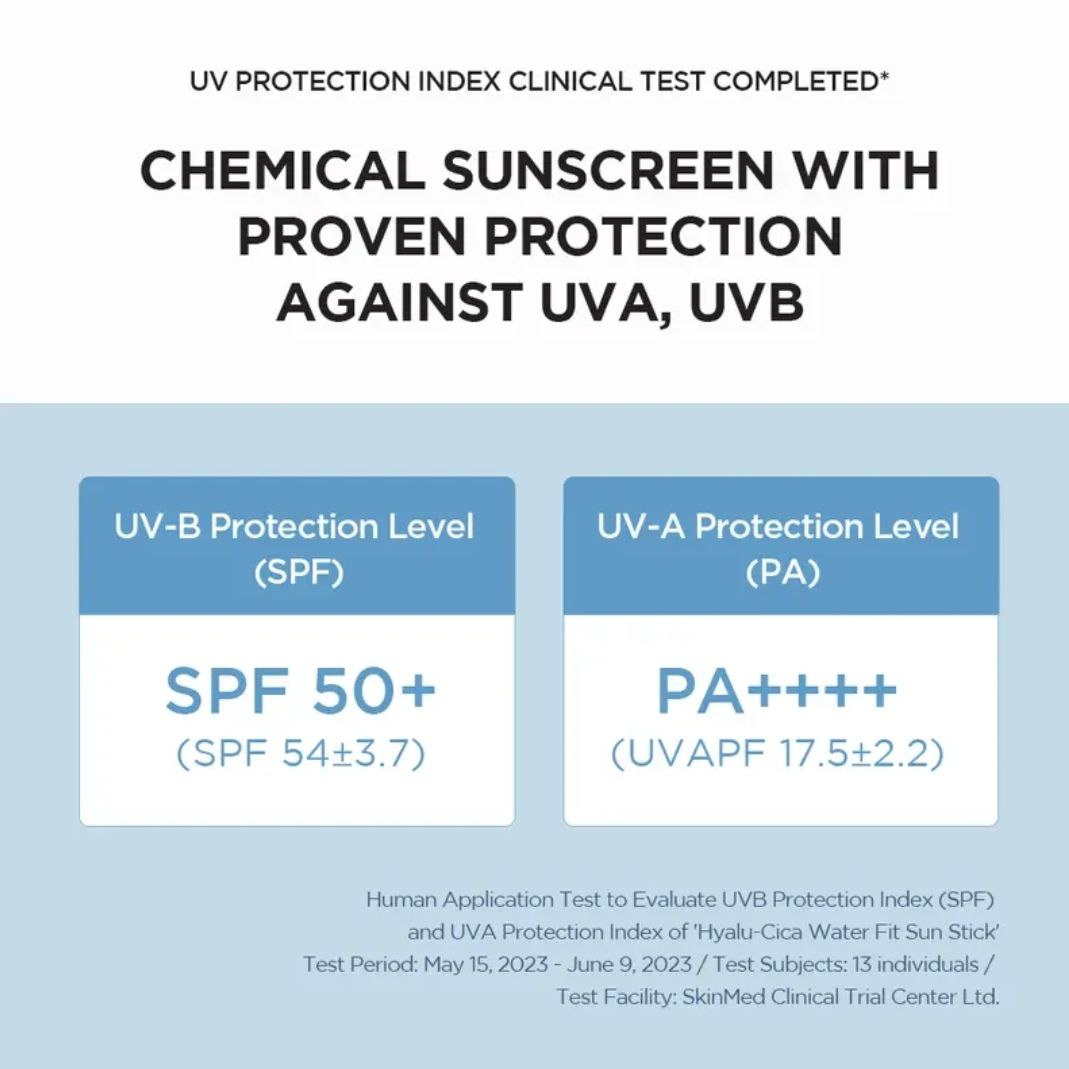 UV PROTECTION INDEX CLINICAL TEST COMPLETED*
CHEMICAL SUNSCREEN WITH
PROVEN PROTECTION
AGAINST UVA, UVB
UV-B Protection Level
(SPF)
SPF 50+
(SPF 54±3.7)
UV-A Protection Level
(PA)
PA++++
(UVAPF 17.5±2.2)
Human Application Test to Evaluate UVB Protection Index (SPF)
and UVA Protection Index of 'Hyalu-Cica Water Fit Sun Stick'
Test Period: May 15, 2023 - June 9, 2023 / Test Subjects: 13 individuals /
Test Facility: SkinMed Clinical Trial Center Ltd.